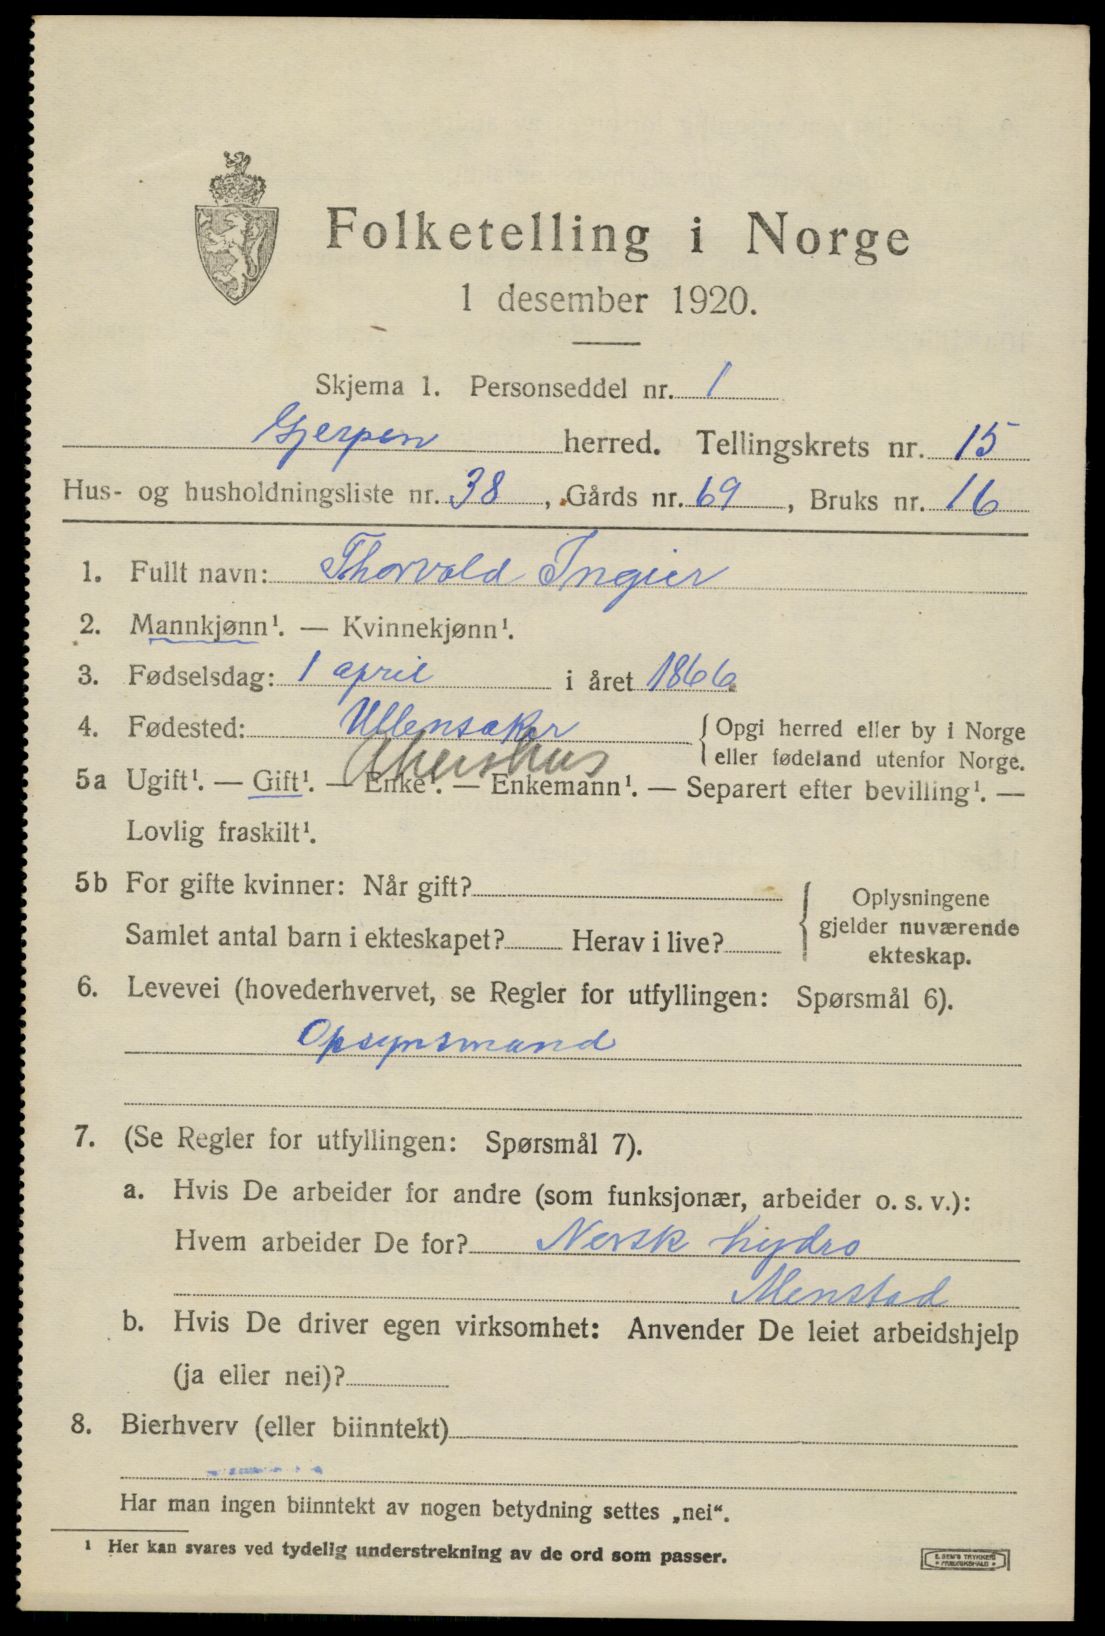 Folketelling i Norge
1 desember 1920.
Skjema 1. Personseddel nr. 1
Gjerpen herred. Tellingskrets nr. 15
Hus- og husholdningsliste nr. 38, Gårds nr. 69, Bruks nr. 16
1. Fullt navn: Thorvald Ingier
2. Mannkjønn¹. — Kvinnekjønn¹.
3. Fødselsdag: 1 april i året 1866
4. Fødested: Ullensaker { Opgi herred eller by i Norge
eller fødeland utenfor Norge.
Akershus
5a Ugift¹. — Gift¹. — Enke¹. — Enkemann¹. — Separert efter bevilling¹. —
Lovlig fraskilt¹.
5b For gifte kvinner: Når gift?
Samlet antal barn i ekteskapet? Herav i live?
{ Oplysningene
gjelder nuværende
ekteskap.
6. Levevei (hovederhvervet, se Regler for utfyllingen: Spørsmål 6).
Opsynsmand
7. (Se Regler for utfyllingen: Spørsmål 7).
a. Hvis De arbeider for andre (som funksjonær, arbeider o. s. v.):
Hvem arbeider De for? Norsk hydro
Menstad
b. Hvis De driver egen virksomhet: Anvender De leiet arbeidshjelp
(ja eller nei)?
8. Bierhverv (eller biinntekt)
Har man ingen biinntekt av nogen betydning settes „nei“.
¹ Her kan svares ved tydelig understrekning av de ord som passer.
E. SEM'S TRYKKERI
* FREDRIKSHALD *